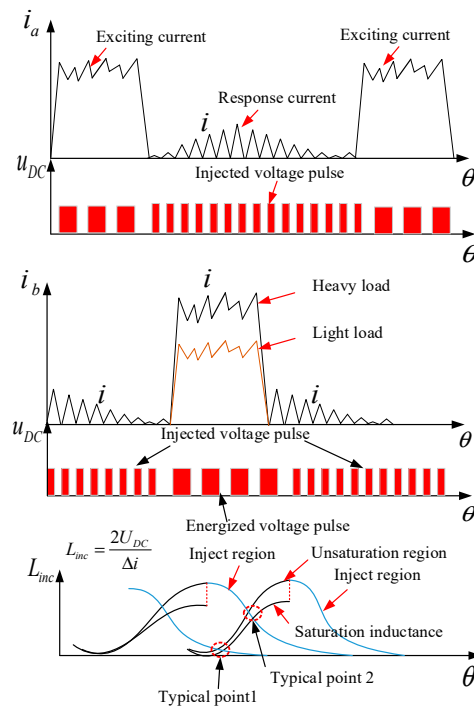 i_a
Exciting current
Exciting current
Response current
i
u_DC
θ
Injected voltage pulse
θ
i_b
i
Heavy load
Light load
i
i
u_DC
θ
Injected voltage pulse
θ
Energized voltage pulse
L_inc = 2U_DC / Δi
L_inc
Inject region
Unsaturation region
Inject region
Saturation inductance
θ
Typical point1
Typical point 2